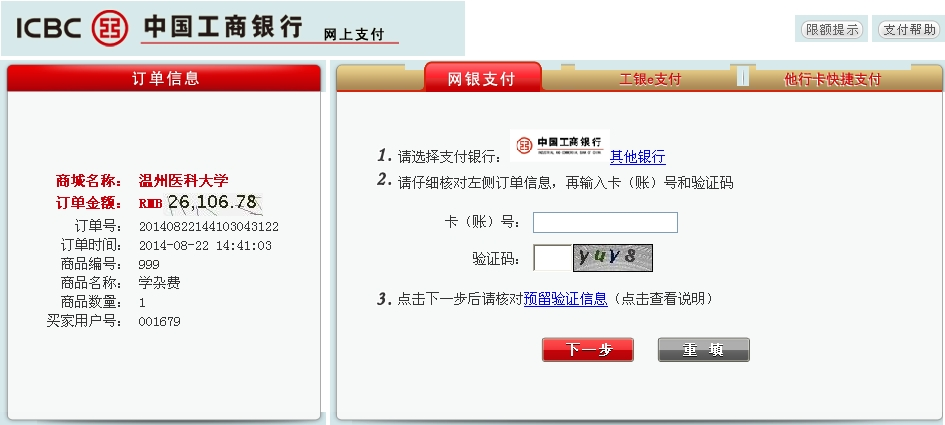 ICBC 中国工商银行 网上支付
限额提示 支付帮助
订单信息
商城名称： 温州医科大学
订单金额： RMB 26,106.78
订单号： 20140822144103043122
订单时间： 2014-08-22 14:41:03
商品编号： 999
商品名称： 学杂费
商品数量： 1
买家用户号： 001679
网银支付 工银e支付 他行卡快捷支付
1. 请选择支付银行： 中国工商银行 其他银行
INDUSTRIAL AND COMMERCIAL BANK OF CHINA
2. 请仔细核对左侧订单信息，再输入卡（账）号和验证码
卡（账）号：
验证码： yuv8
3. 点击下一步后请核对预留验证信息（点击查看说明）
下一步 重 填